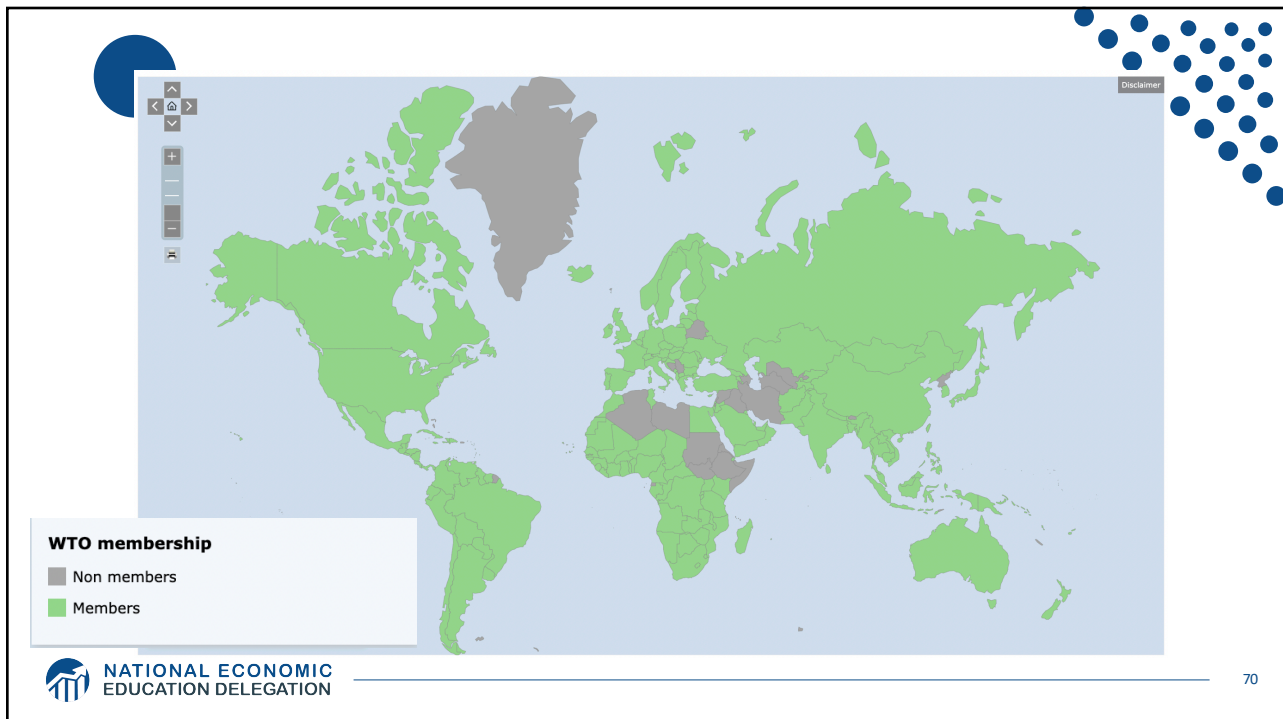 Disclaimer
WTO membership
Non members
Members
NATIONAL ECONOMIC
EDUCATION DELEGATION
70